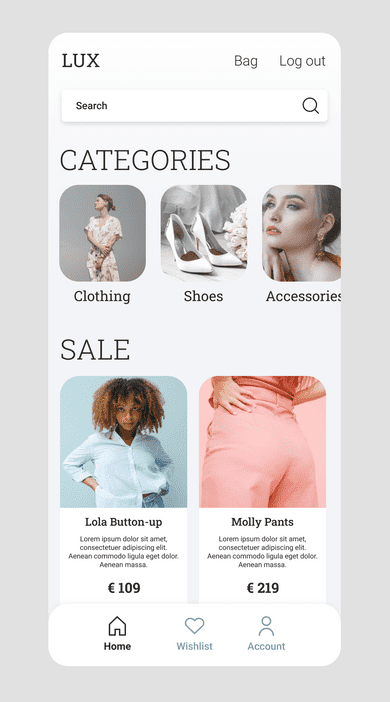 LUX Bag Log out
Search
CATEGORIES
Clothing Shoes Accessories
SALE
Lola Button-up Molly Pants
Lorem ipsum dolor sit amet,
consectetuer adipiscing elit.
Aenean commodo ligula eget dolor.
Aenean massa.
Lorem ipsum dolor sit amet,
consectetuer adipiscing elit.
Aenean commodo ligula eget dolor.
Aenean massa.
€ 109 € 219
Home Wishlist Account